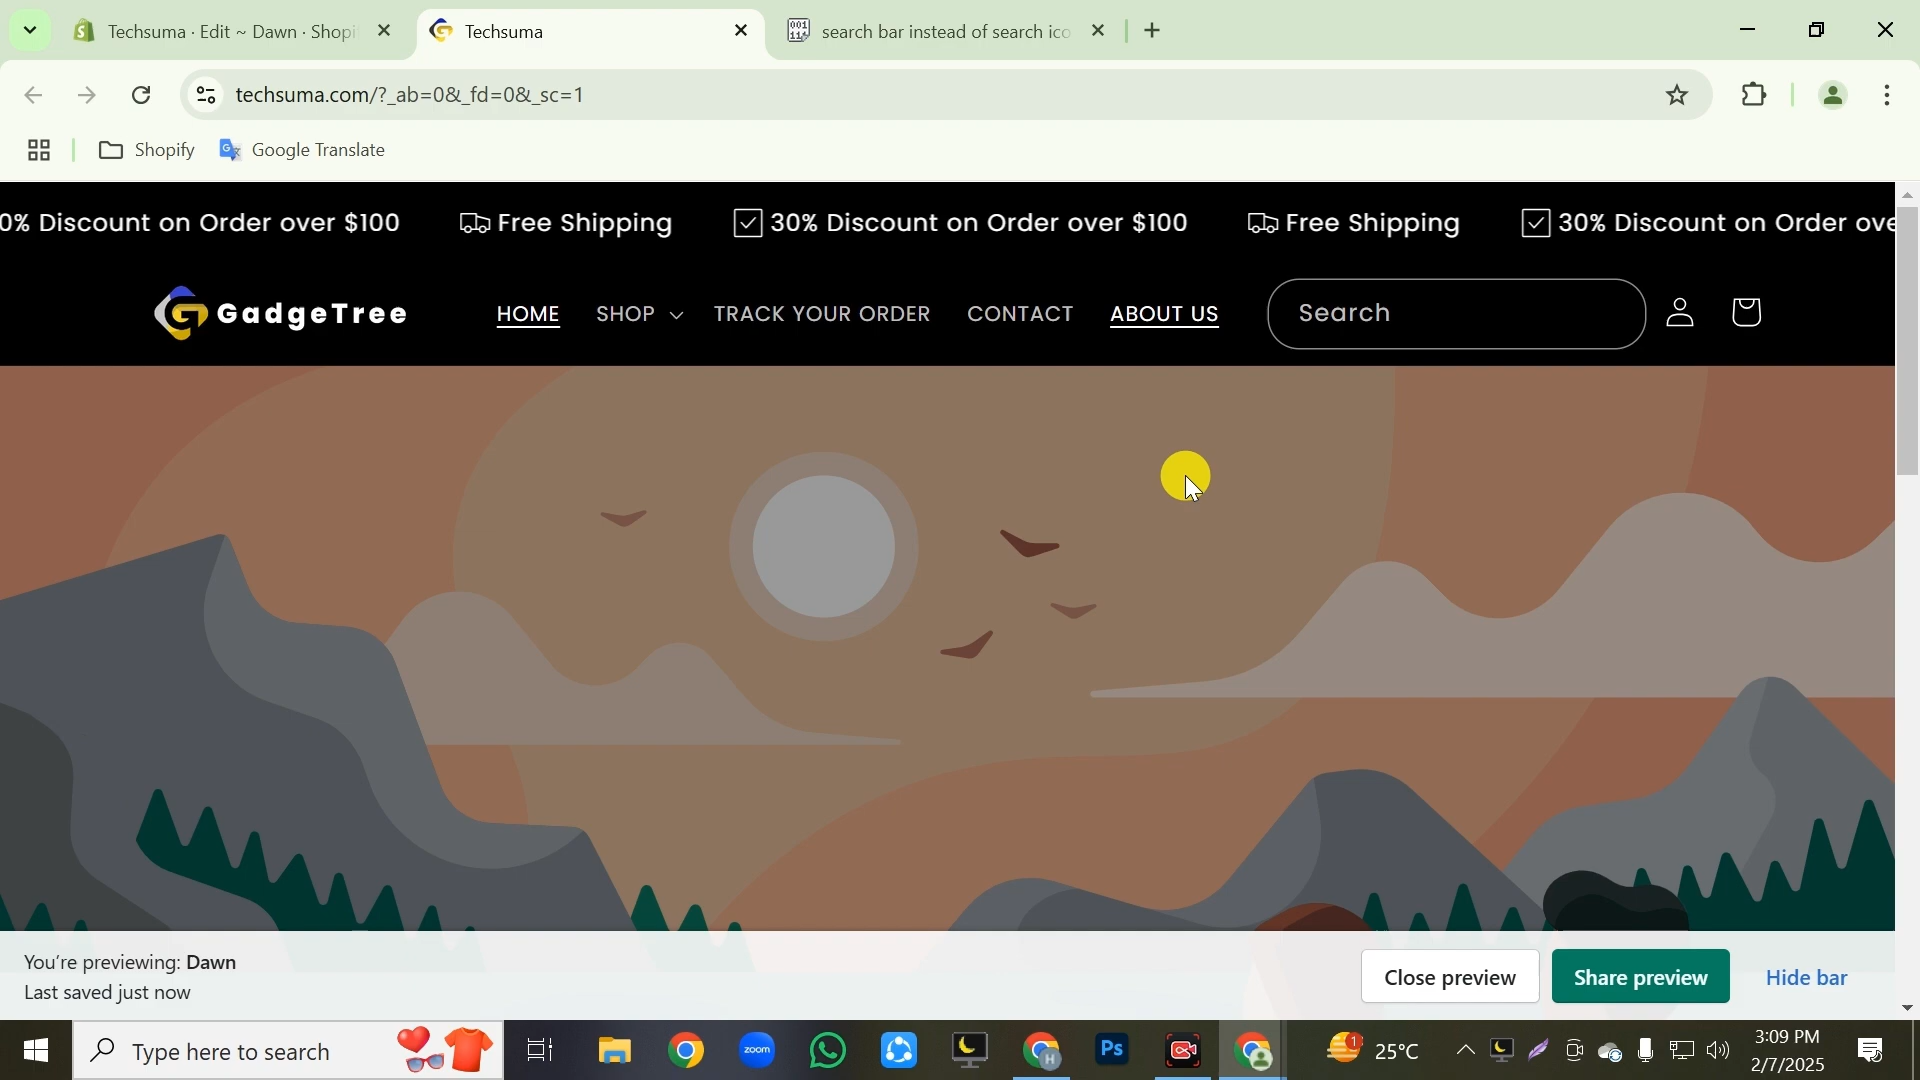 Techsuma · Edit ~ Dawn · Shopi
Techsuma
search bar instead of search ico
techsuma.com/?_ab=0&_fd=0&_sc=1
Shopify
Google Translate
0% Discount on Order over $100 Free Shipping 30% Discount on Order over $100 Free Shipping 30% Discount on Order ove
GadgeTree HOME SHOP TRACK YOUR ORDER CONTACT ABOUT US Search
You're previewing: Dawn
Last saved just now
Close preview
Share preview
Hide bar
Type here to search
zoom
H
Ps
1
25°C
3:09 PM
2/7/2025